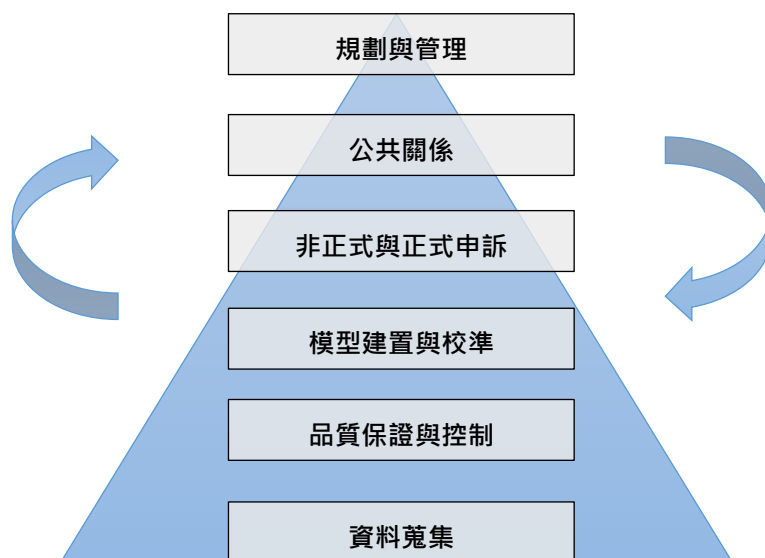 規劃與管理
公共關係
非正式與正式申訴
模型建置與校準
品質保證與控制
資料蒐集